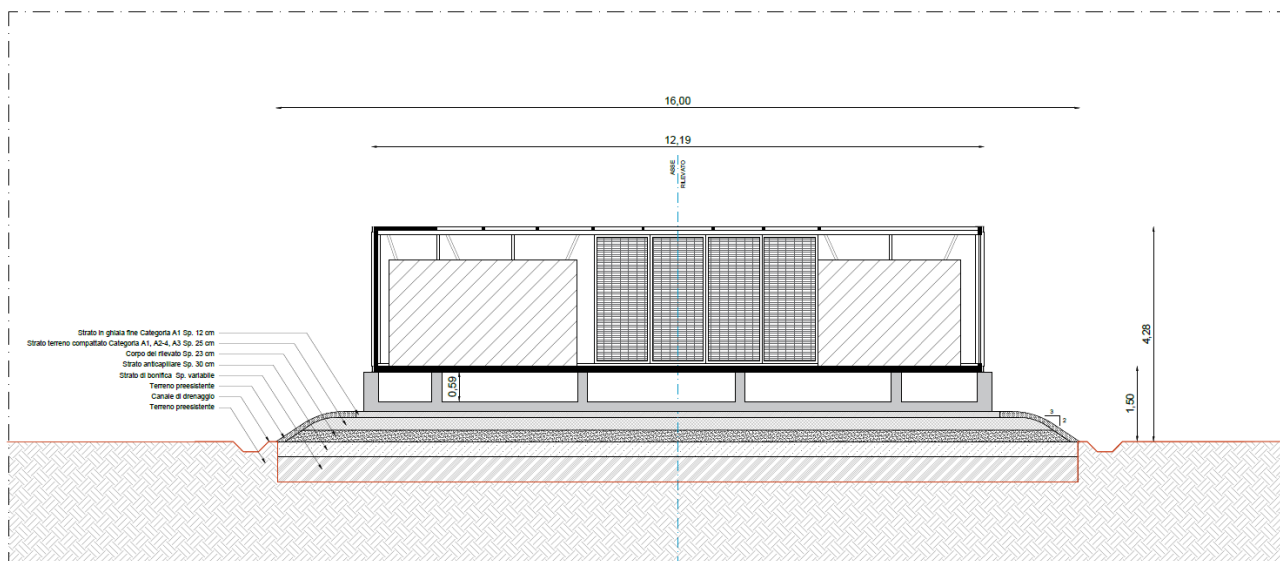 16,00
12,19
ASSE
RILEVATO
Strato in ghiaia fine Categoria A1 Sp. 12 cm
Strato terreno compattato Categoria A1, A2-4, A3 Sp. 25 cm
Corpo del rilevato Sp. 23 cm
Strato anticapillare Sp. 30 cm
Strato di bonifica Sp. variabile
Terreno preesistente
Canale di drenaggio
Terreno preesistente
0,59
3
2
1,50
4,28